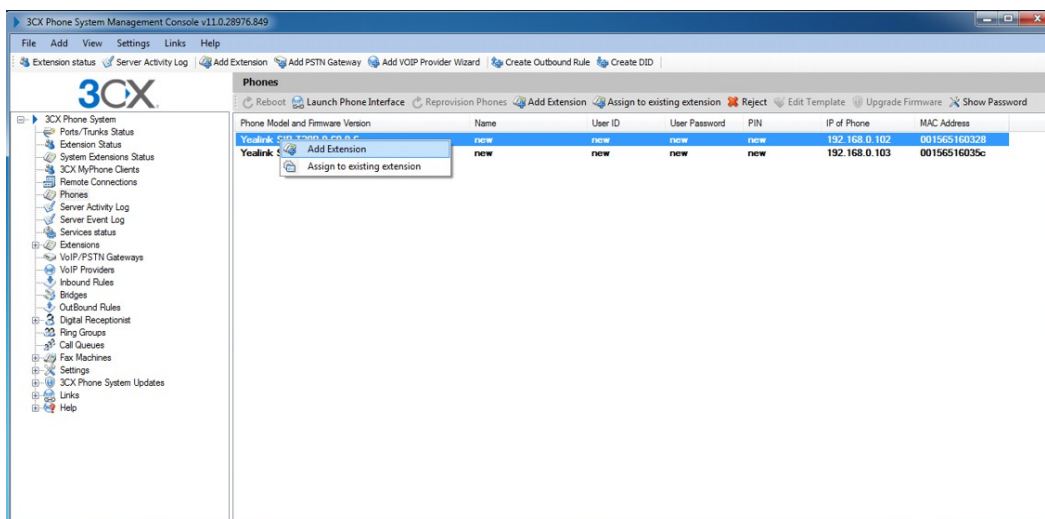 3CX Phone System Management Console v11.0.28976.849
File Add View Settings Links Help
Extension status Server Activity Log Add Extension Add PSTN Gateway Add VOIP Provider Wizard Create Outbound Rule Create DID
3CX
Phones
Reboot Launch Phone Interface Reprovision Phones Add Extension Assign to existing extension Reject Edit Template Upgrade Firmware Show Password
3CX Phone System
Ports/Trunks Status
Extension Status
System Extensions Status
3CX MyPhone Clients
Remote Connections
Phones
Server Activity Log
Server Event Log
Services status
Extensions
VoIP/PSTN Gateways
VoIP Providers
Inbound Rules
Bridges
OutBound Rules
Digital Receptionist
Ring Groups
Call Queues
Fax Machines
Settings
3CX Phone System Updates
Links
Help
Phone Model and Firmware Version Name User ID User Password PIN IP of Phone MAC Address
Yealink new new new new 192.168.0.102 001565160328
Yealink new new new new 192.168.0.103 00156516035c
Add Extension
Assign to existing extension